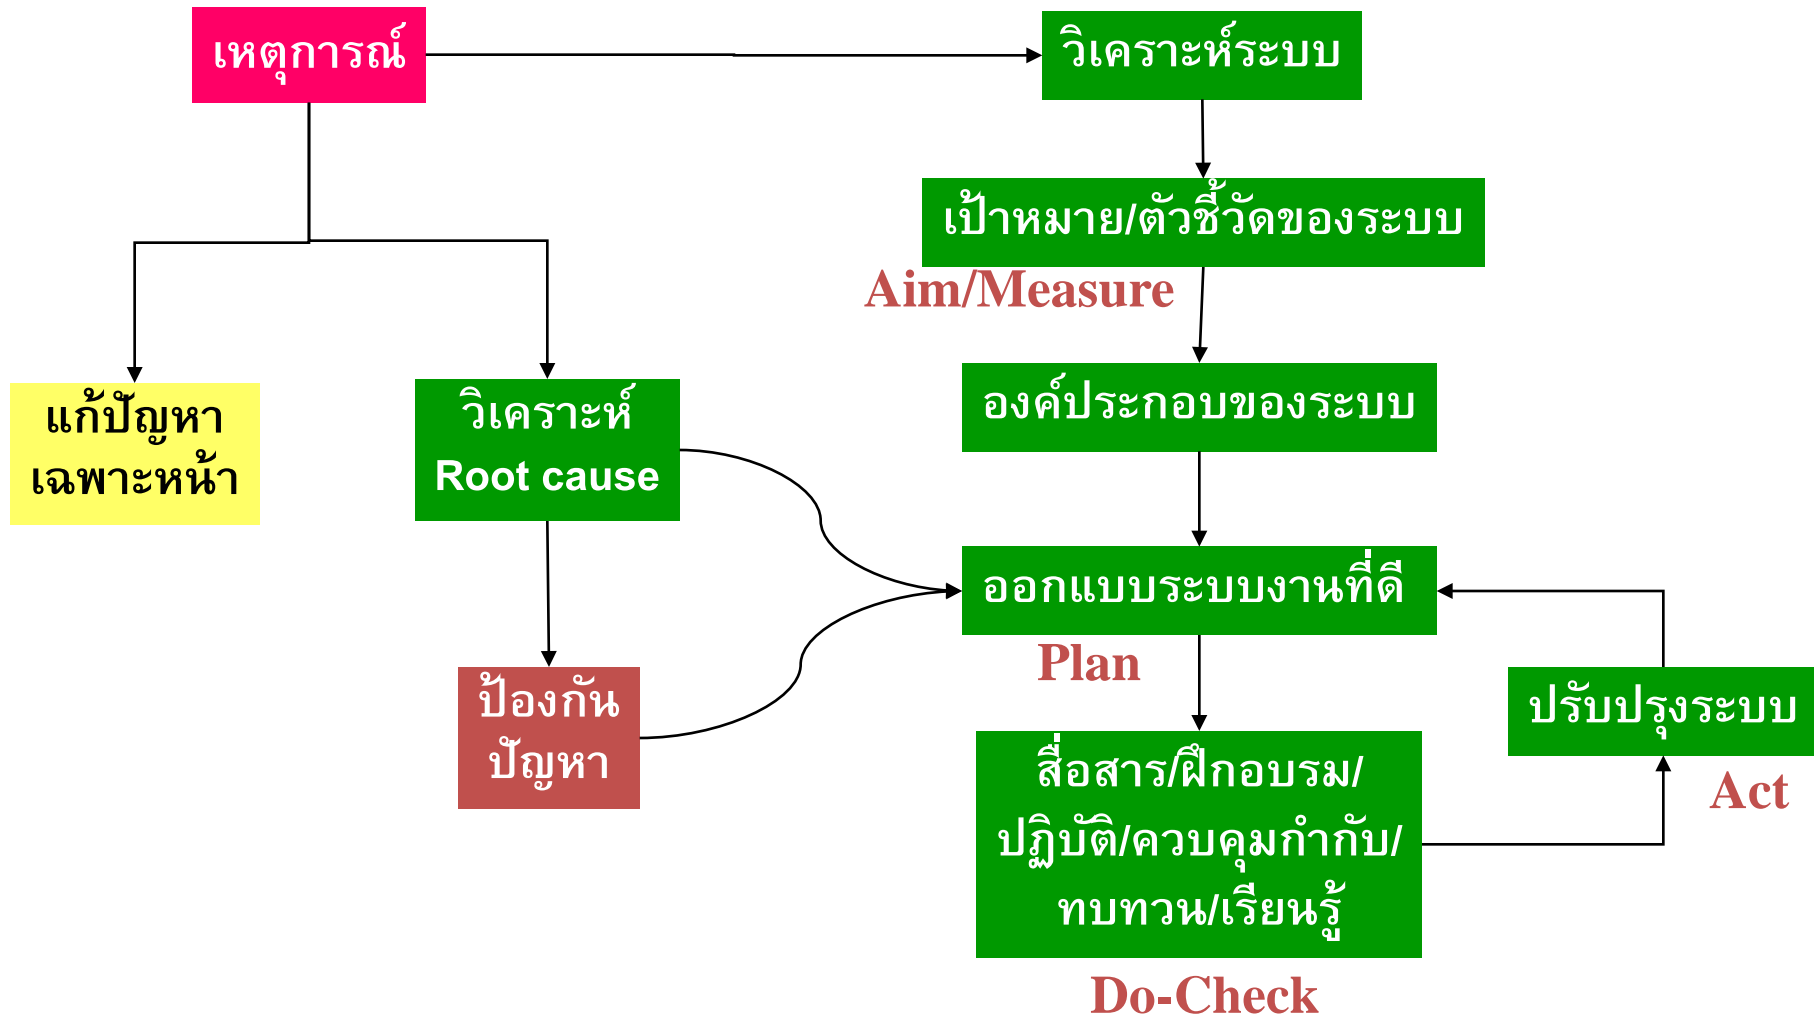 เหตุการณ์
วิเคราะห์ระบบ
เป้าหมาย/ตัวชี้วัดของระบบ
Aim/Measure
องค์ประกอบของระบบ
แก้ปัญหา
เฉพาะหน้า
วิเคราะห์
Root cause
ออกแบบระบบงานที่ดี
Plan
ป้องกัน
ปัญหา
ปรับปรุงระบบ
Act
สื่อสาร/ฝึกอบรม/
ปฏิบัติ/ควบคุมกำกับ/
ทบทวน/เรียนรู้
Do-Check